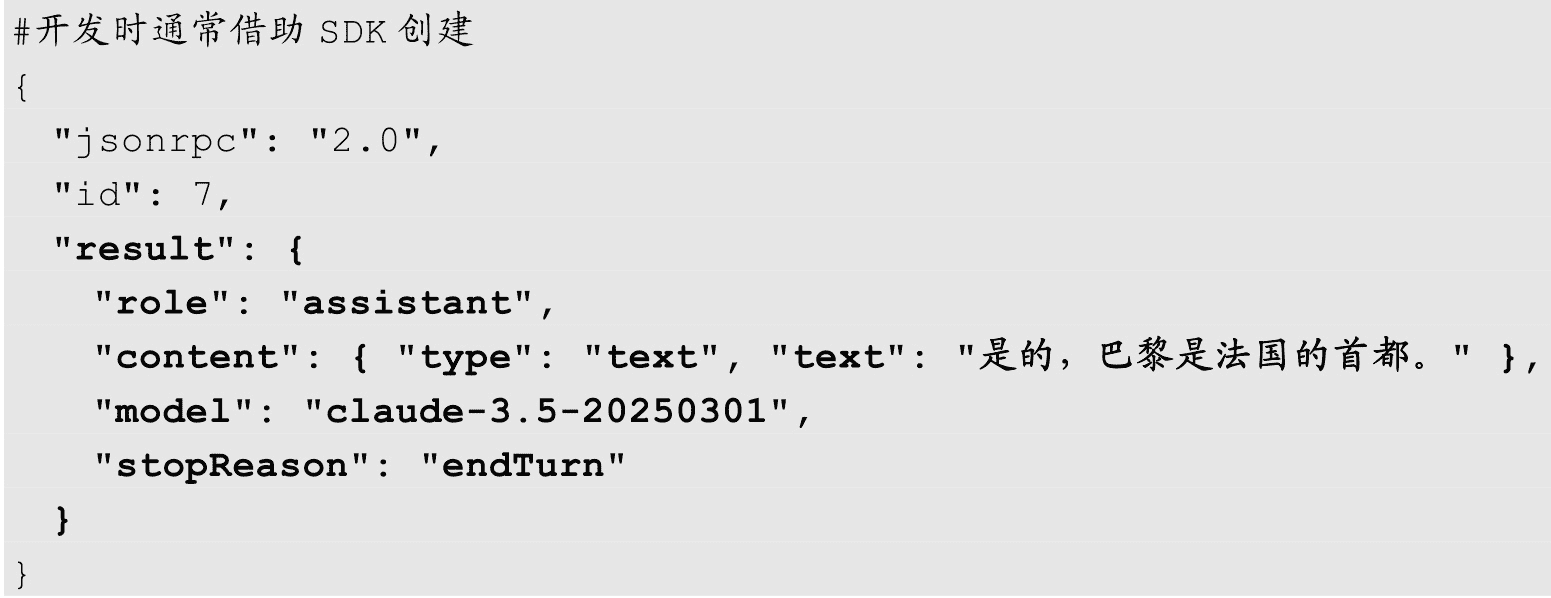 #开发时通常借助 SDK 创建
{
  "jsonrpc": "2.0",
  "id": 7,
  "result": {
    "role": "assistant",
    "content": { "type": "text", "text": "是的，巴黎是法国的首都。" },
    "model": "claude-3.5-20250301",
    "stopReason": "endTurn"
  }
}